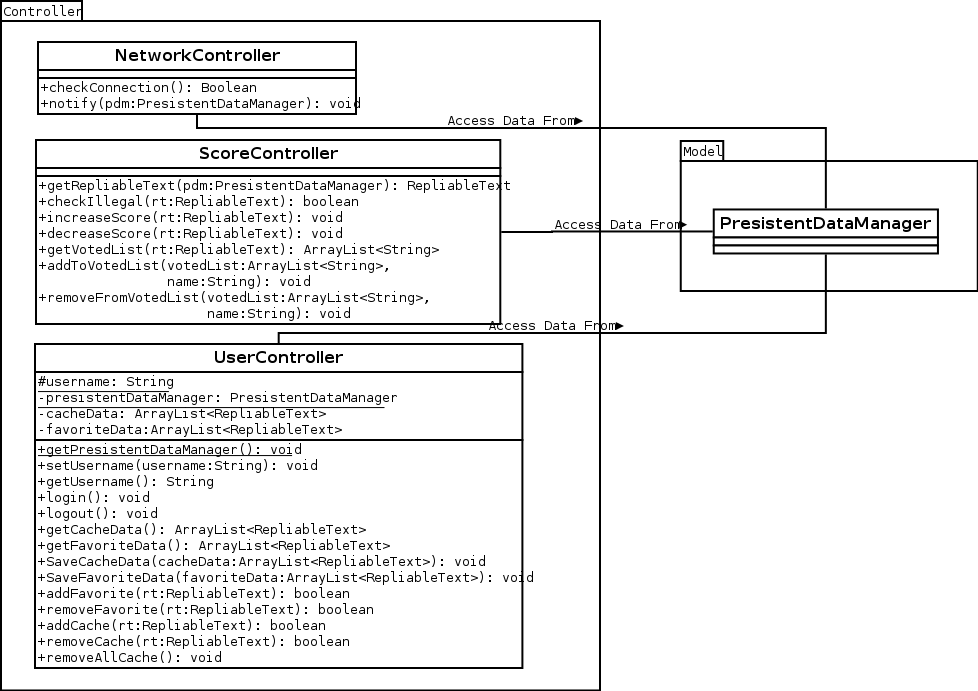 Controller
NetworkController
+checkConnection(): Boolean
+notify(pdm:PresistentDataManager): void
Access Data From
ScoreController
+getRepliableText(pdm:PresistentDataManager): RepliableText
+checkIllegal(rt:RepliableText): boolean
+increaseScore(rt:RepliableText): void
+decreaseScore(rt:RepliableText): void
+getVotedList(rt:RepliableText): ArrayList<String>
+addToVotedList(votedList:ArrayList<String>,
name:String): void
+removeFromVotedList(votedList:ArrayList<String>,
name:String): void
Access Data From
Model
PresistentDataManager
Access Data From
UserController
#username: String
-presistentDataManager: PresistentDataManager
-cacheData: ArrayList<RepliableText>
-favoriteData:ArrayList<RepliableText>
+getPresistentDataManager(): void
+setUsername(username:String): void
+getUsername(): String
+login(): void
+logout(): void
+getCacheData(): ArrayList<RepliableText>
+getFavoriteData(): ArrayList<RepliableText>
+SaveCacheData(cacheData:ArrayList<RepliableText>): void
+SaveFavoriteData(favoriteData:ArrayList<RepliableText>): void
+addFavorite(rt:RepliableText): boolean
+removeFavorite(rt:RepliableText): boolean
+addCache(rt:RepliableText): boolean
+removeCache(rt:RepliableText): boolean
+removeAllCache(): void